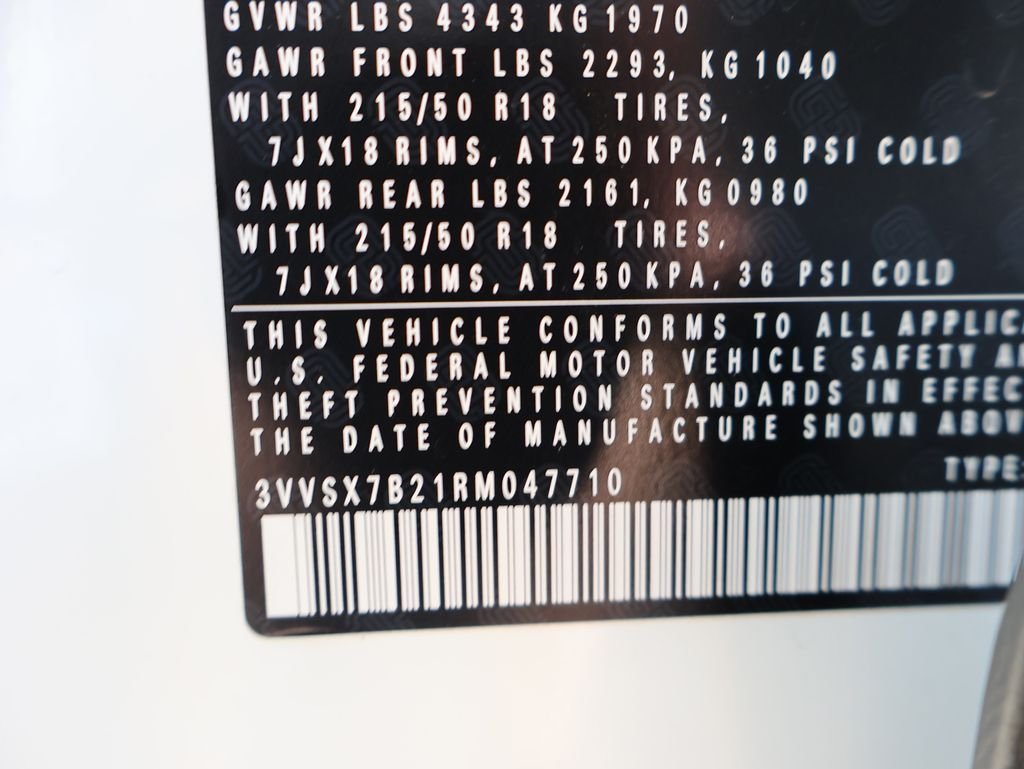 GVWR LBS 4343 KG 1970
GAWR FRONT LBS 2293, KG 1040
WITH 215/50 R18 TIRES,
7JX18 RIMS, AT 250 KPA, 36 PSI COLD
GAWR REAR LBS 2161, KG 0980
WITH 215/50 R18 TIRES,
7JX18 RIMS, AT 250 KPA, 36 PSI COLD
THIS VEHICLE CONFORMS TO ALL
U.S. FEDERAL MOTOR VEHICLE SAFETY
THEFT PREVENTION STANDARDS IN
THE DATE OF MANUFACTURE SHOWN
TYPE:
3VVSX7B21RM047710